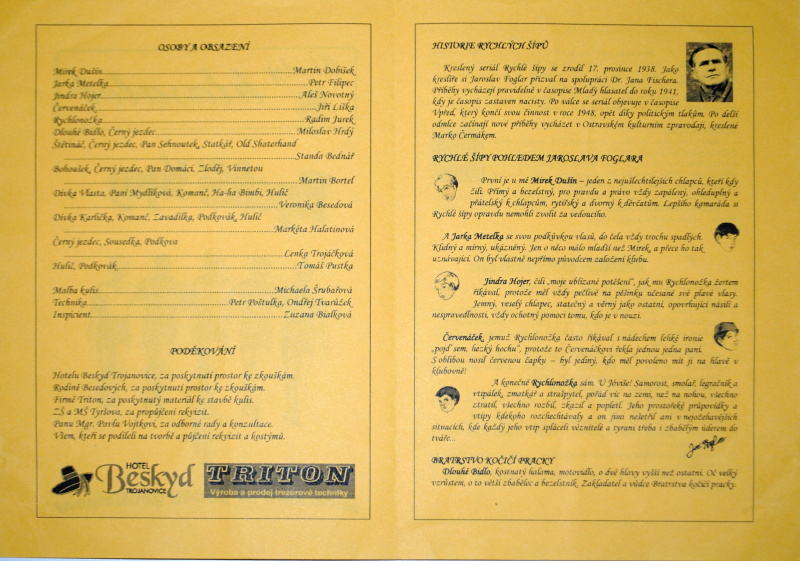 OSOBY A OBSAZENÍ
Mirek Dušín Martin Dobišek
Jarka Metelka Petr Filipec
Jindra Hojer Aleš Novotný
Červenáček Jiří Liška
Rychlonožka Radim Jurek
Dlouhé Bidlo, Černý jezdec Miloslav Hrdý
Štětináč, Černý jezdec, Pan Sehnoutek, Statkář, Old Shaterhand
Standa Bednář
Bohoušek, Černý jezdec, Pan Domácí, Zloděj, Vinnetou
Martin Bortel
Dívka Vlasta, Paní Mydlíková, Komanč, Ha-ha Bimbi, Hulič
Veronika Besedová
Dívka Karlička, Komanč, Zavadilka, Podkovák, Hulič
Markéta Halatinová
Černý jezdec, Sousedka, Podkova
Lenka Trojáčková
Hulič, Podkovák Tomáš Pustka
Malba kulis Michaela Šrubařová
Technika Petr Poštulka, Ondřej Tvarůžek
Inspicient Zuzana Bialková
PODĚKOVÁNÍ
Hotelu Beskyd Trojanovice, za poskytnutí prostor ke zkouškám.
Rodině Besedových, za poskytnutí prostor ke zkouškám.
Firmě Triton, za poskytnutý materiál ke stavbě kulis.
ZŠ a MŠ Tyršova, za propůjčení rekvizit.
Panu Mgr. Pavlu Vojtkovi, za odborné rady a konzultace.
Všem, kteří se podíleli na tvorbě a půjčení rekvizit a kostýmů.
HOTEL
Beskyd
TROJANOVICE
TRITON
Výroba a prodej trezorové techniky
HISTORIE RYCHLÝCH ŠÍPŮ
Kreslený seriál Rychlé šípy se zrodil 17. prosince 1938. Jako
kreslíře si Jaroslav Foglar přizval na spolupráci Dr. Jana Fischera.
Příběhy vycházejí pravidelně v časopise Mladý hlasatel do roku 1941,
kdy je časopis zastaven nacisty. Po válce se seriál objevuje v časopise
Vpřed, který končí svou činnost v roce 1948, opět díky politickým tlakům. Po delší
odmlce začínají nové příběhy vycházet v Ostravském kulturním zpravodaji, kreslené
Marko Čermákem.
RYCHLÉ ŠÍPY POHLEDEM JAROSLAVA FOGLARA
První je u mě Mirek Dušín – jeden z nejušlechtilejších chlapců, kteří kdy
žili. Přímý a bezelstný, pro pravdu a právo vždy zapálený, ohleduplný a
přátelský k chlapcům, rytířský a dvorný k děvčatům. Lepšího kamaráda si
Rychlé šípy opravdu nemohli zvolit za vedoucího.
A Jarka Metelka se svou podkůvkou vlasů, do čela vždy trochu spadlých.
Klidný a mírný, ukázněný. Jen o něco málo mladší než Mirek, a přece ho tak
uznávající. On byl vlastně nepřímo původcem založení klubu.
Jindra Hojer, čili „moje ublízané potěšení“, jak mu Rychlonožka žertem
říkával, protože měl vždy pečlivě na pěšinku učesané své plavé vlasy.
Jemný, veselý chlapec, statečný a věrný jako ostatní, opovrhující násilí a
nespravedlností, vždy ochotný pomoci tomu, kdo je v nouzi.
Červenáček, jemuž Rychlonožka často říkával s nádechem lehké ironie
„pojď sem, hezký hochu“, protože to Červenáčkovi řekla jednou jedna paní.
S oblibou nosil červenou čapku – byl jediný, kdo měl povoleno mít ji na hlavě v
klubovně!
A konečně Rychlonožka sám. U Jóviše! Samorost, smolař, legračník a
vtipálek, zmatkář a strašpytel, pořád víc na zemi, než na nohou, všechno
ztratil, všechno rozbil, zkazil a popletl. Jeho prostořeké průpovídky a
vtipy kdekoho rozechechtávaly a on jimi nešetřil ani v nejožehavějších
situacích, kde každý jeho vtip spláceli věznitelé a tyrani třeba i zbabělým úderem do
tváře...
BRATRSTVO KOČIČÍ PRACKY
Dlouhé Bidlo, kostnatý halama, motovidlo, o dvě hlavy vyšší než ostatní. Oč velký
vzrůstem, o to větší zbabělec a bezelstník. Zakladatel a vůdce Bratrstva kočičí pracky.